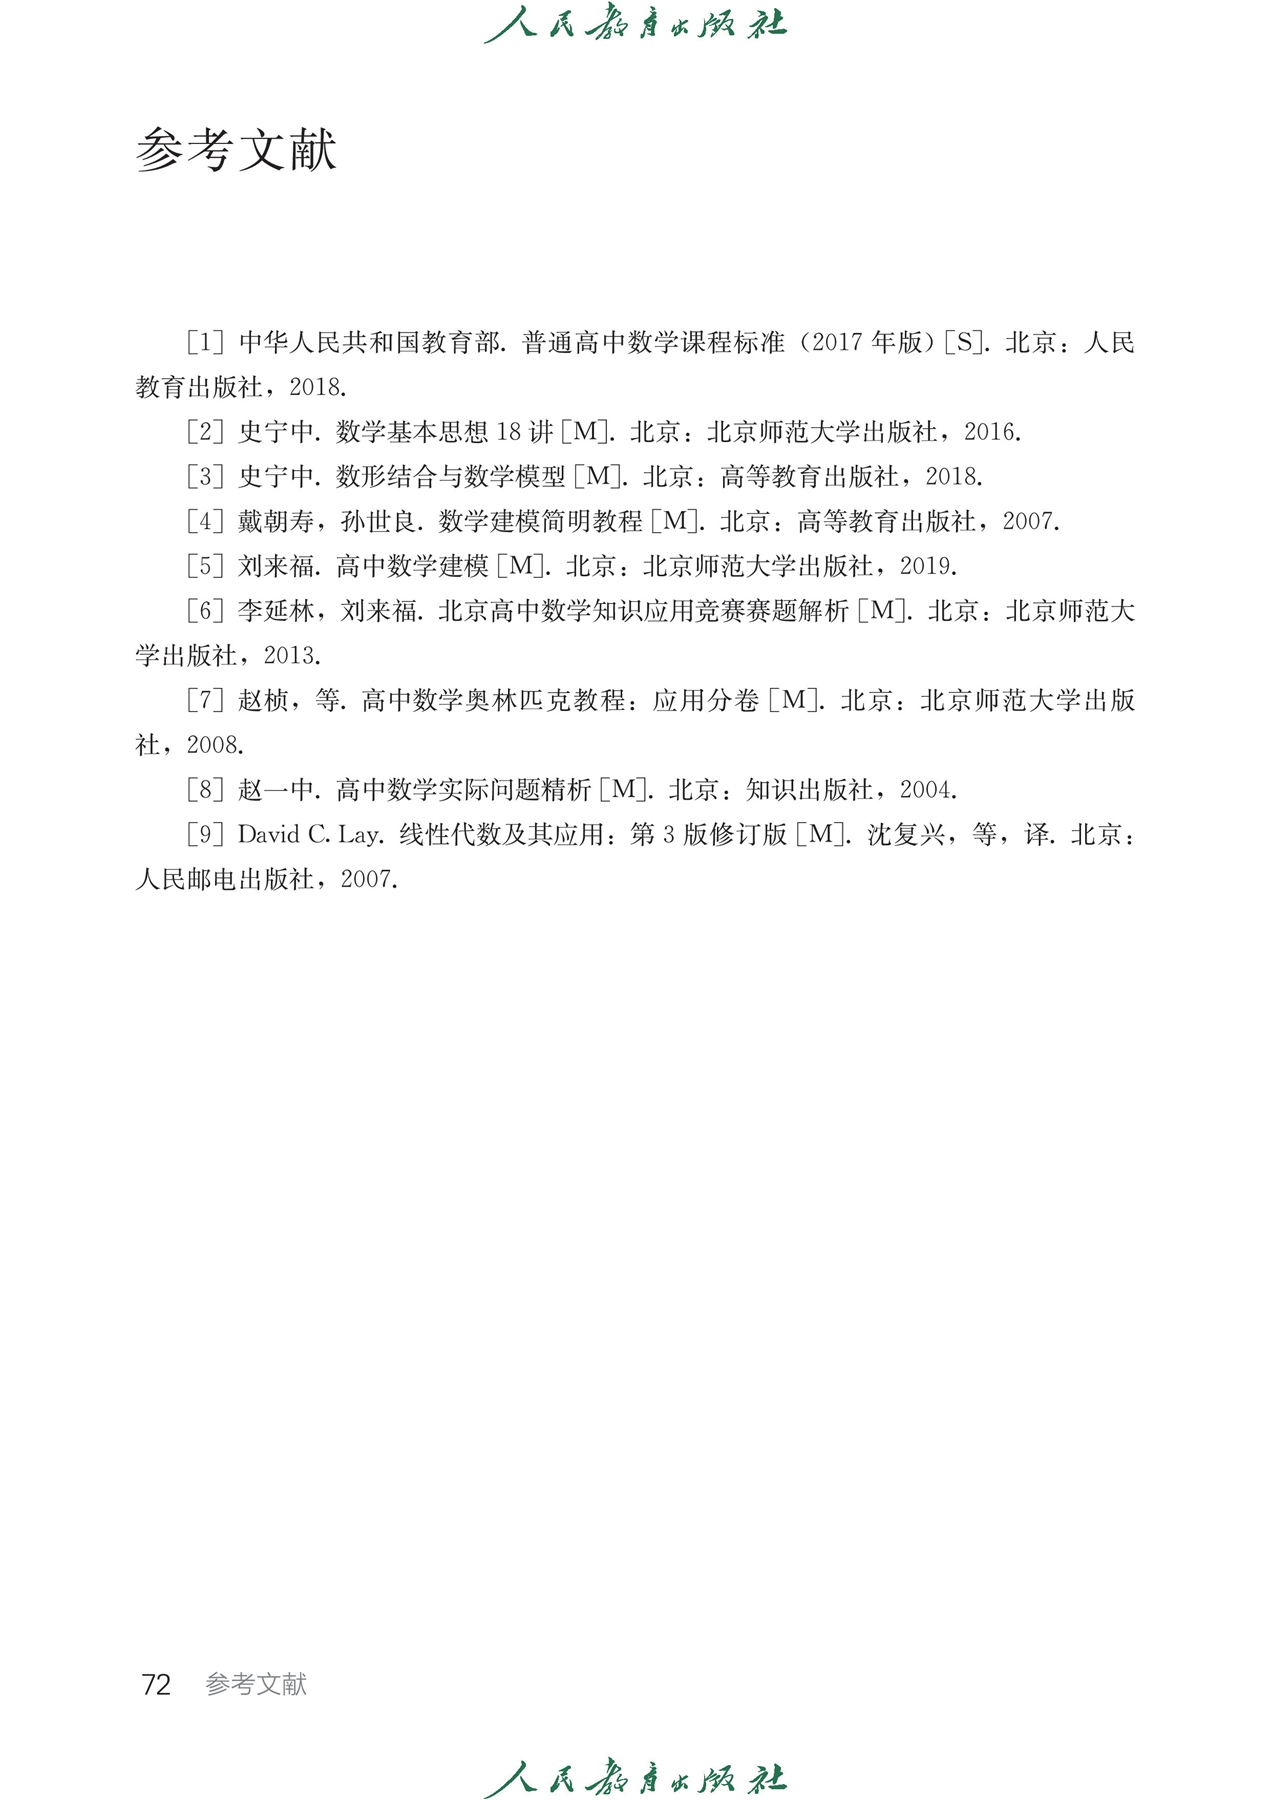 人民教育出版社
参考文献
[1] 中华人民共和国教育部. 普通高中数学课程标准（2017 年版）[S]. 北京：人民
教育出版社，2018.
[2] 史宁中. 数学基本思想 18 讲 [M]. 北京：北京师范大学出版社，2016.
[3] 史宁中. 数形结合与数学模型 [M]. 北京：高等教育出版社，2018.
[4] 戴朝寿，孙世良. 数学建模简明教程 [M]. 北京：高等教育出版社，2007.
[5] 刘来福. 高中数学建模 [M]. 北京：北京师范大学出版社，2019.
[6] 李延林，刘来福. 北京高中数学知识应用竞赛赛题解析 [M]. 北京：北京师范大
学出版社，2013.
[7] 赵桢，等. 高中数学奥林匹克教程：应用分卷 [M]. 北京：北京师范大学出版
社，2008.
[8] 赵一中. 高中数学实际问题精析 [M]. 北京：知识出版社，2004.
[9] David C. Lay. 线性代数及其应用：第 3 版修订版 [M]. 沈复兴，等，译. 北京：
人民邮电出版社，2007.
72 参考文献
人民教育出版社